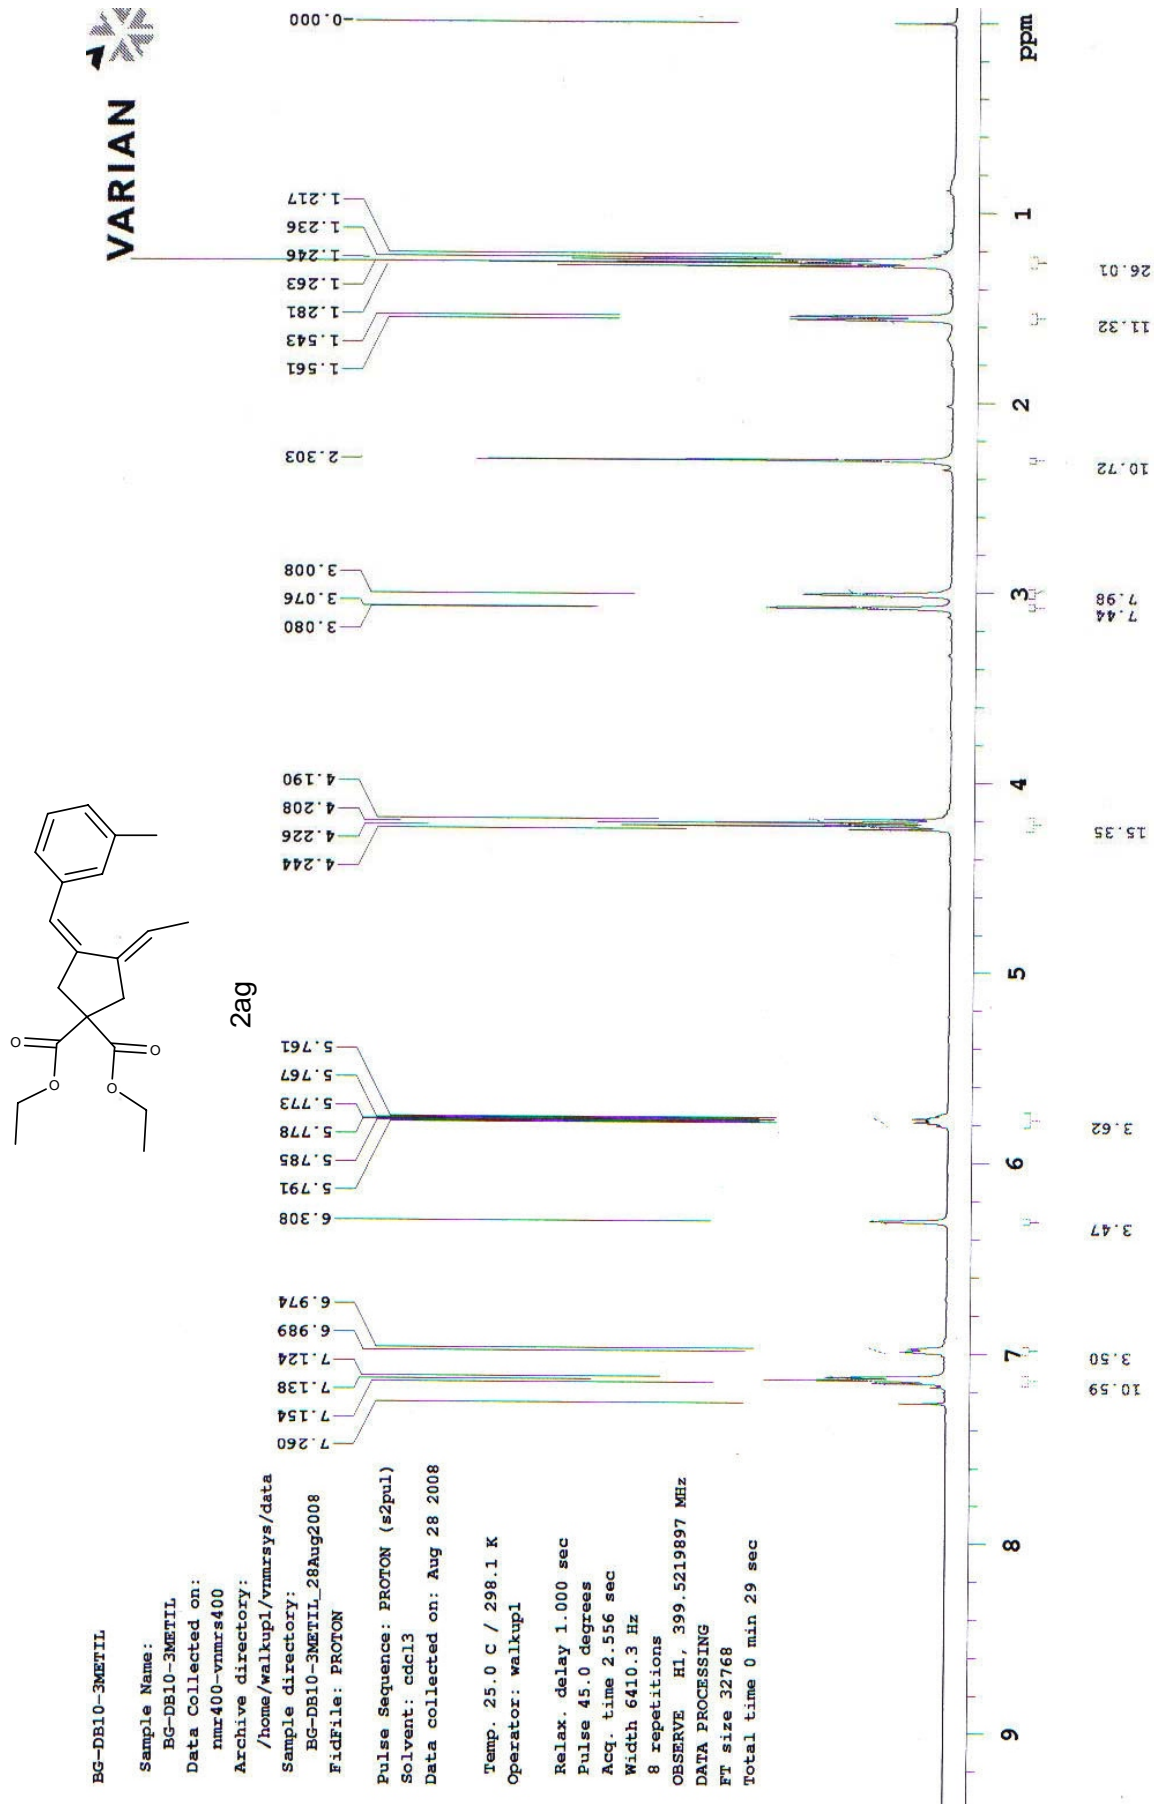 BG-DB10-3METIL
Sample Name:
BG-DB10-3METIL
Data Collected on:
nmr400-vnmrs400
Archive directory:
/home/walkup1/vnmrsys/data
Sample directory:
BG-DB10-3METIL_28Aug2008
FidFile: PROTON
Pulse Sequence: PROTON (s2pul)
Solvent: cdcl3
Data collected on: Aug 28 2008
Temp. 25.0 C / 298.1 K
Operator: walkup1
Relax. delay 1.000 sec
Pulse 45.0 degrees
Acq. time 2.556 sec
Width 6410.3 Hz
8 repetitions
OBSERVE H1, 399.5219897 MHz
DATA PROCESSING
FT size 32768
Total time 0 min 29 sec
O
O
O
O
2ag
VARIAN
7.260
7.154
7.138
7.124
6.989
6.974
6.308
5.791
5.785
5.778
5.773
5.767
5.761
4.244
4.226
4.208
4.190
3.080
3.076
3.008
2.303
1.561
1.543
1.281
1.263
1.246
1.236
1.217
-0.000
9
8
7
6
5
4
3
2
1
ppm
10.59
3.50
3.47
3.62
15.35
7.44
7.98
10.72
11.32
26.01